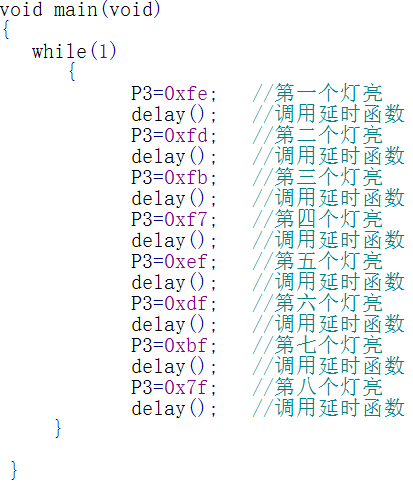 void main(void)
{
while(1)
{
P3=0xfe; //第一个灯亮
delay(); //调用延时函数
P3=0xfd; //第二个灯亮
delay(); //调用延时函数
P3=0xfb; //第三个灯亮
delay(); //调用延时函数
P3=0xf7; //第四个灯亮
delay(); //调用延时函数
P3=0xef; //第五个灯亮
delay(); //调用延时函数
P3=0xdf; //第六个灯亮
delay(); //调用延时函数
P3=0xbf; //第七个灯亮
delay(); //调用延时函数
P3=0x7f; //第八个灯亮
delay(); //调用延时函数
}
}